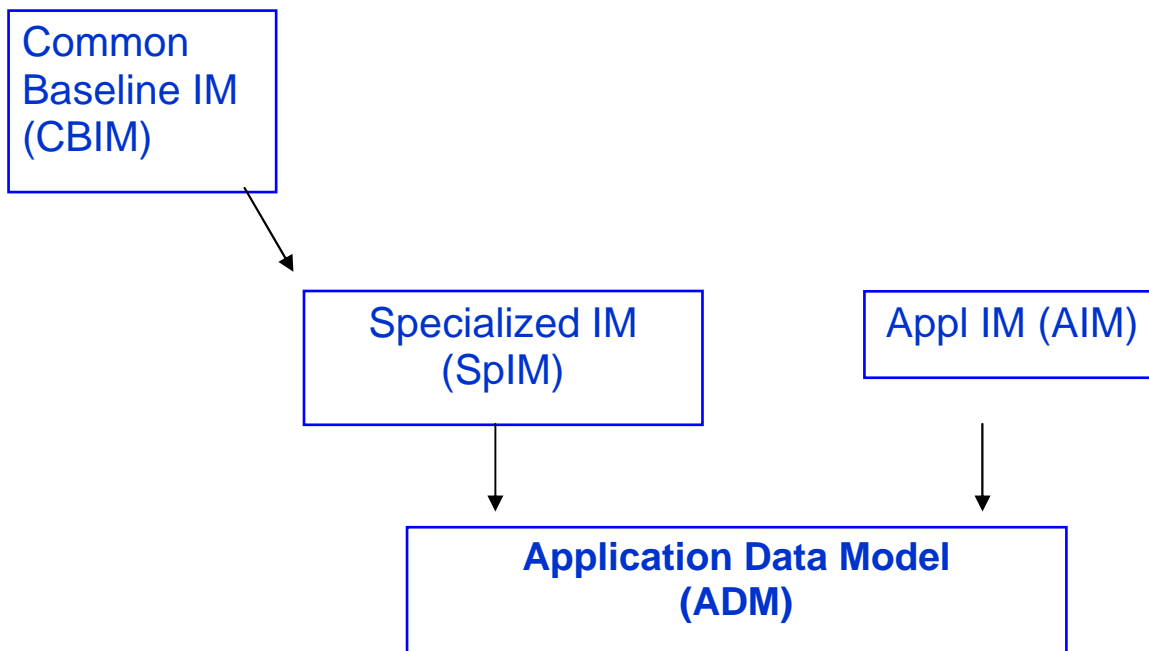 Common
Baseline IM
(CBIM)
Specialized IM
(SpIM)
Appl IM (AIM)
Application Data Model
(ADM)